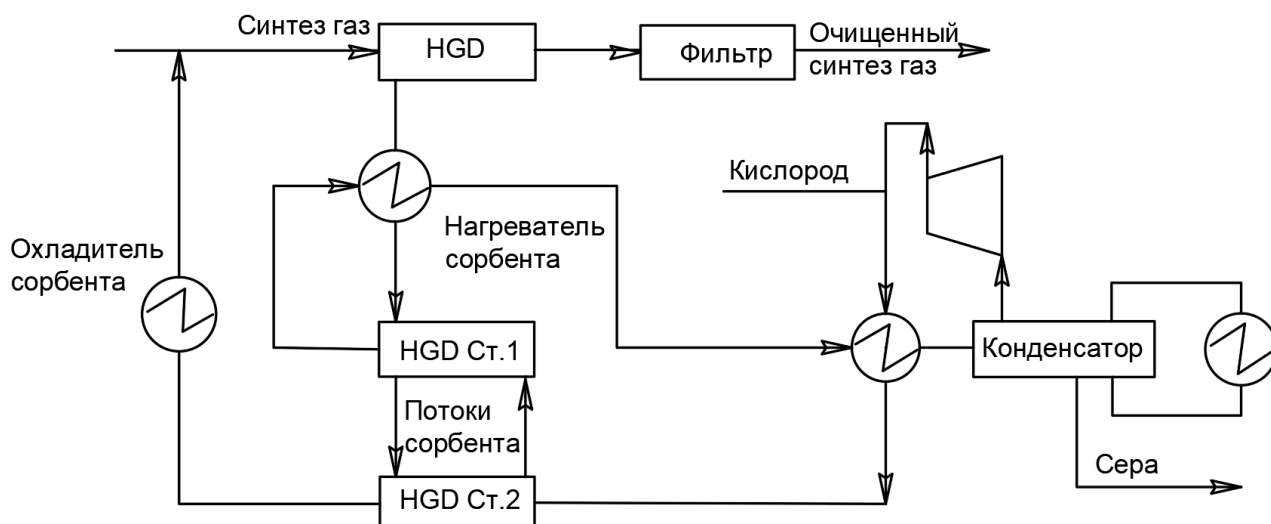 Синтез газ
HGD
Фильтр
Очищенный
синтез газ
Кислород
Нагреватель
сорбента
Охладитель
сорбента
HGD Ст.1
Конденсатор
Потоки
сорбента
Сера
HGD Ст.2